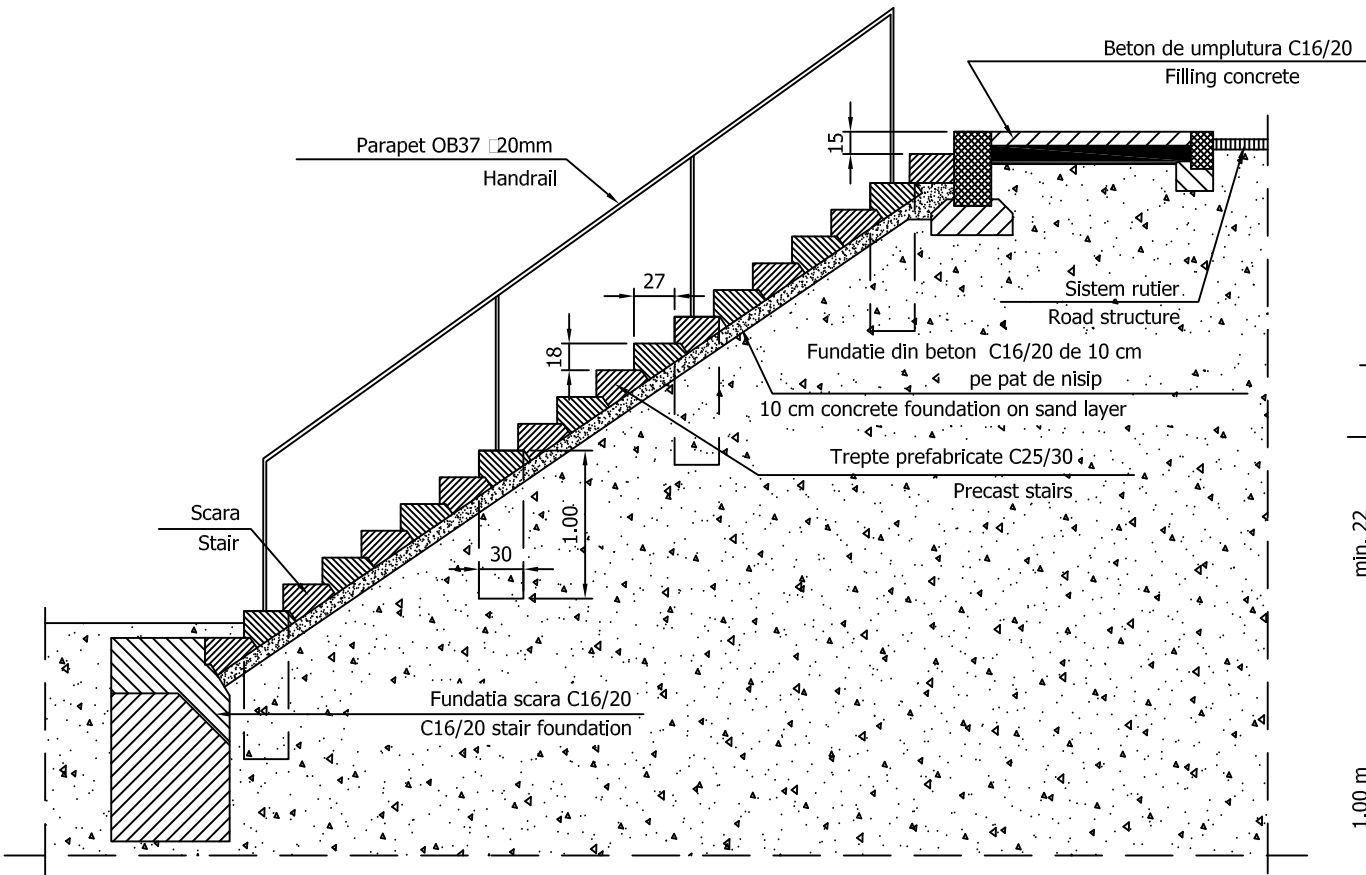 Beton de umplutura C16/20
Filling concrete
15
Parapet OB37 □20mm
Handrail
27
Sistem rutier
Road structure
18
Fundatie din beton C16/20 de 10 cm
pe pat de nisip
10 cm concrete foundation on sand layer
Trepte prefabricate C25/30
Precast stairs
Scara
Stair
1.00
30
min. 22
Fundatia scara C16/20
C16/20 stair foundation
1.00 m